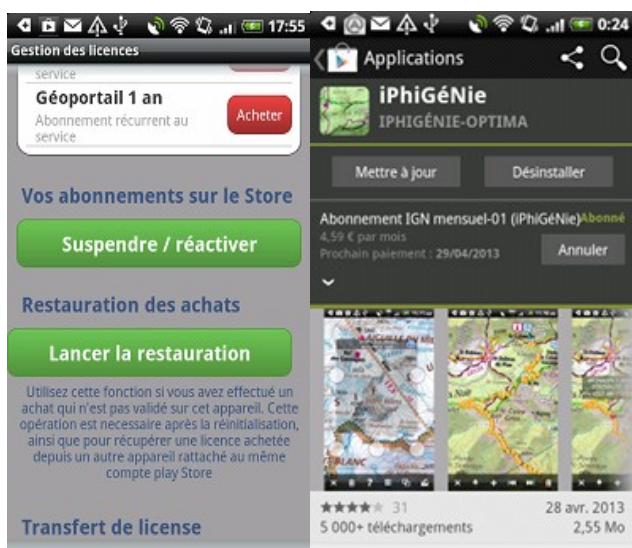 17:55
Gestion des licences
service
Géoportail 1 an
Abonnement récurrent au
service
Acheter
Vos abonnements sur le Store
Suspendre / réactiver
Restauration des achats
Lancer la restauration
Utilisez cette fonction si vous avez effectué un
achat qui n'est pas validé sur cet appareil. Cette
opération est necessaire après la réinitialisation,
ainsi que pour récupérer une licence achetée
depuis un autre appareil rattaché au même
compte play Store
Transfert de license
0:24
Applications
iPhiGéNie
IPHIGÉNIE-OPTIMA
Mettre à jour
Désinstaller
Abonnement IGN mensuel-01 (iPhiGéNie)Abonné
4,59 € par mois
Prochain paiement : 29/04/2013
Annuler
31
28 avr. 2013
5 000+ téléchargements
2,55 Mo